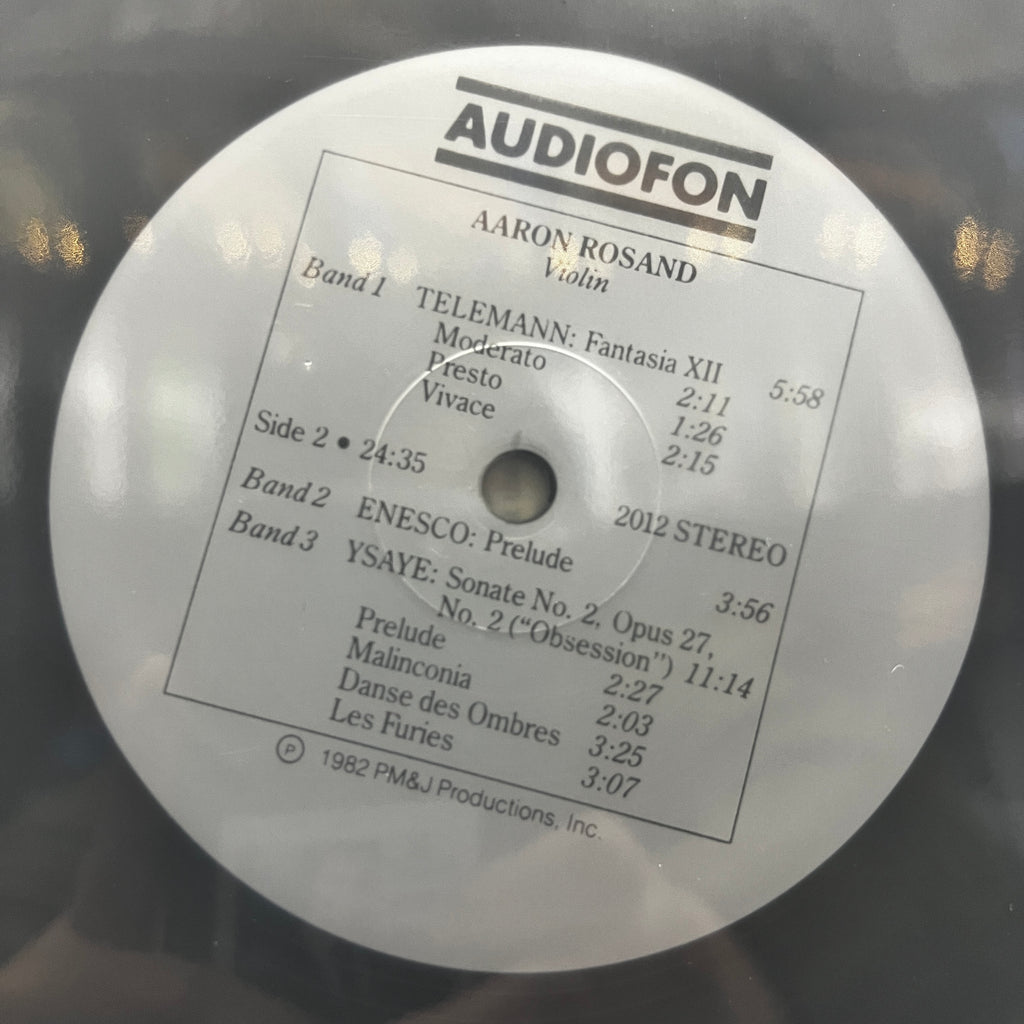 AUDIOFON
AARON ROSAND
Violin
Band 1 TELEMANN: Fantasia XII 5:58
Moderato 2:11
Presto 1:26
Vivace 2:15
Side 2 • 24:35 2012 STEREO
Band 2 ENESCO: Prelude 3:56
Band 3 YSAYE: Sonate No. 2, Opus 27,
No. 2 ("Obsession") 11:14
Prelude 2:27
Malinconia 2:03
Danse des Ombres 3:25
Les Furies 3:07
Ⓟ 1982 PM&J Productions, Inc.